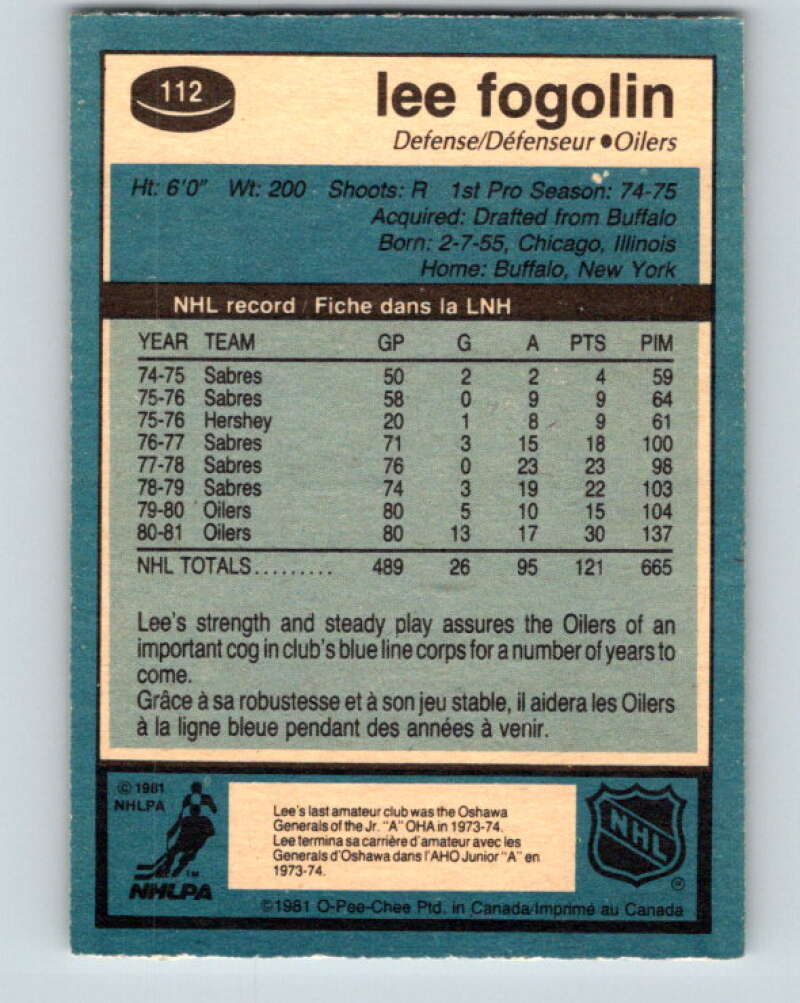 112
lee fogolin
Defense/Défenseur ● Oilers
Ht: 6'0" Wt: 200 Shoots: R 1st Pro Season: 74-75
Acquired: Drafted from Buffalo
Born: 2-7-55, Chicago, Illinois
Home: Buffalo, New York
NHL record / Fiche dans la LNH
YEAR TEAM GP G A PTS PIM
74-75 Sabres 50 2 2 4 59
75-76 Sabres 58 0 9 9 64
75-76 Hershey 20 1 8 9 61
76-77 Sabres 71 3 15 18 100
77-78 Sabres 76 0 23 23 98
78-79 Sabres 74 3 19 22 103
79-80 Oilers 80 5 10 15 104
80-81 Oilers 80 13 17 30 137
NHL TOTALS......... 489 26 95 121 665
Lee's strength and steady play assures the Oilers of an
important cog in club's blue line corps for a number of years to
come.
Grâce à sa robustesse et à son jeu stable, il aidera les Oilers
à la ligne bleue pendant des années à venir.
© 1981
NHLPA
TM
NHLPA
Lee's last amateur club was the Oshawa
Generals of the Jr. "A" OHA in 1973-74.
Lee termina sa carrière d'amateur avec les
Generals d'Oshawa dans l'AHO Junior "A" en
1973-74.
NHL
®
©1981 O-Pee-Chee Ptd. in Canada/Imprimé au Canada